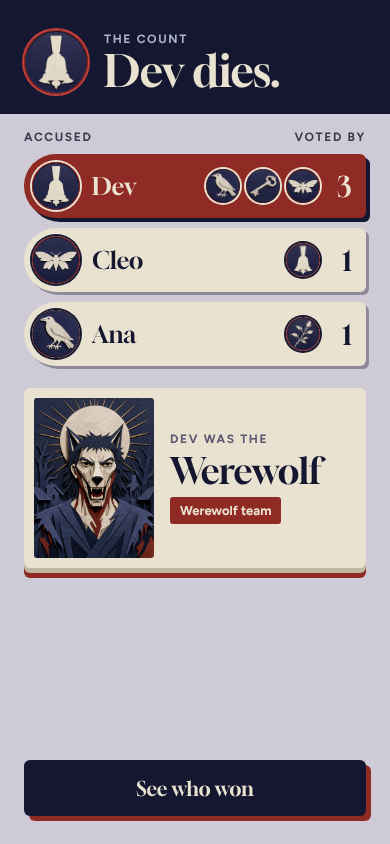 THE COUNT
Dev dies.
ACCUSED VOTED BY
Dev 3
Cleo 1
Ana 1
DEV WAS THE
Werewolf
Werewolf team
See who won